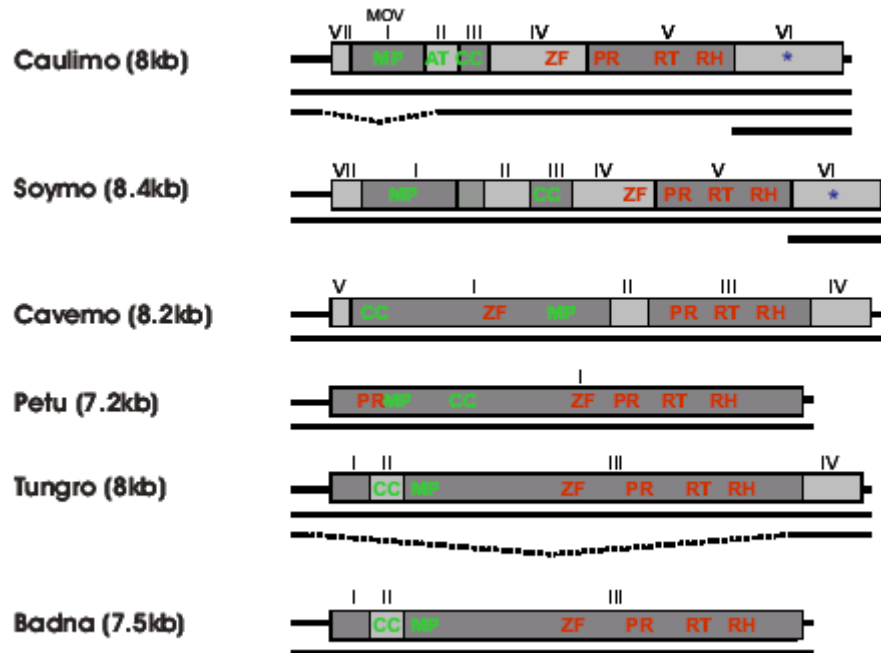 MOV
VII I II III IV V VI
Caulimo (8kb) MP AT CC ZF PR RT RH *
VII I II III IV V VI
Soymo (8.4kb) MP CC ZF PR RT RH *
V I II III IV
Cavemo (8.2kb) CC ZF MP PR RT RH
I
Petu (7.2kb) PR MP CC ZF PR RT RH
I II III IV
Tungro (8kb) CC MP ZF PR RT RH
I II III
Badna (7.5kb) CC MP ZF PR RT RH